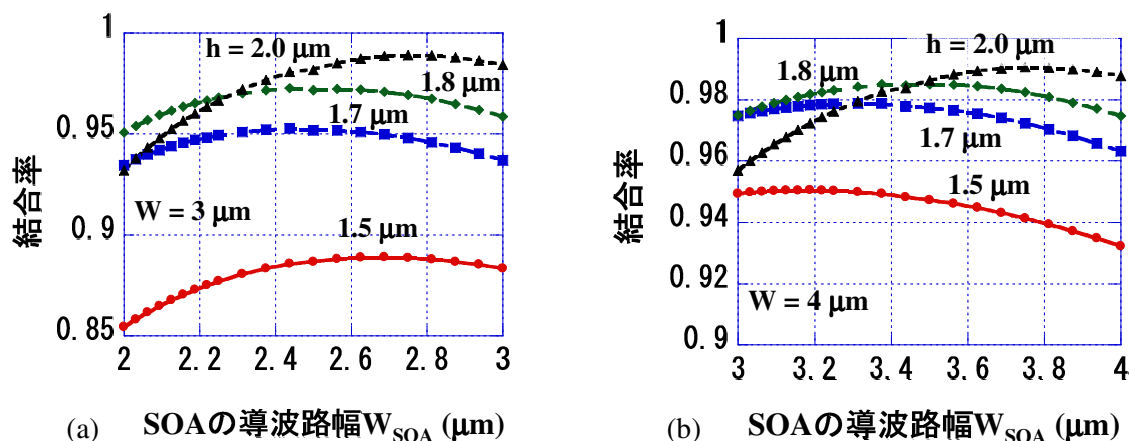 1
h = 2.0 µm
1.8 µm
1.7 µm
0.95
W = 3 µm
0.9
1.5 µm
0.85
結合率
2
2.2
2.4
2.6
2.8
3
(a)
SOAの導波路幅W_SOA (µm)
1
h = 2.0 µm
1.8 µm
0.98
1.7 µm
0.96
1.5 µm
0.94
0.92
W = 4 µm
0.9
結合率
3
3.2
3.4
3.6
3.8
4
(b)
SOAの導波路幅W_SOA (µm)